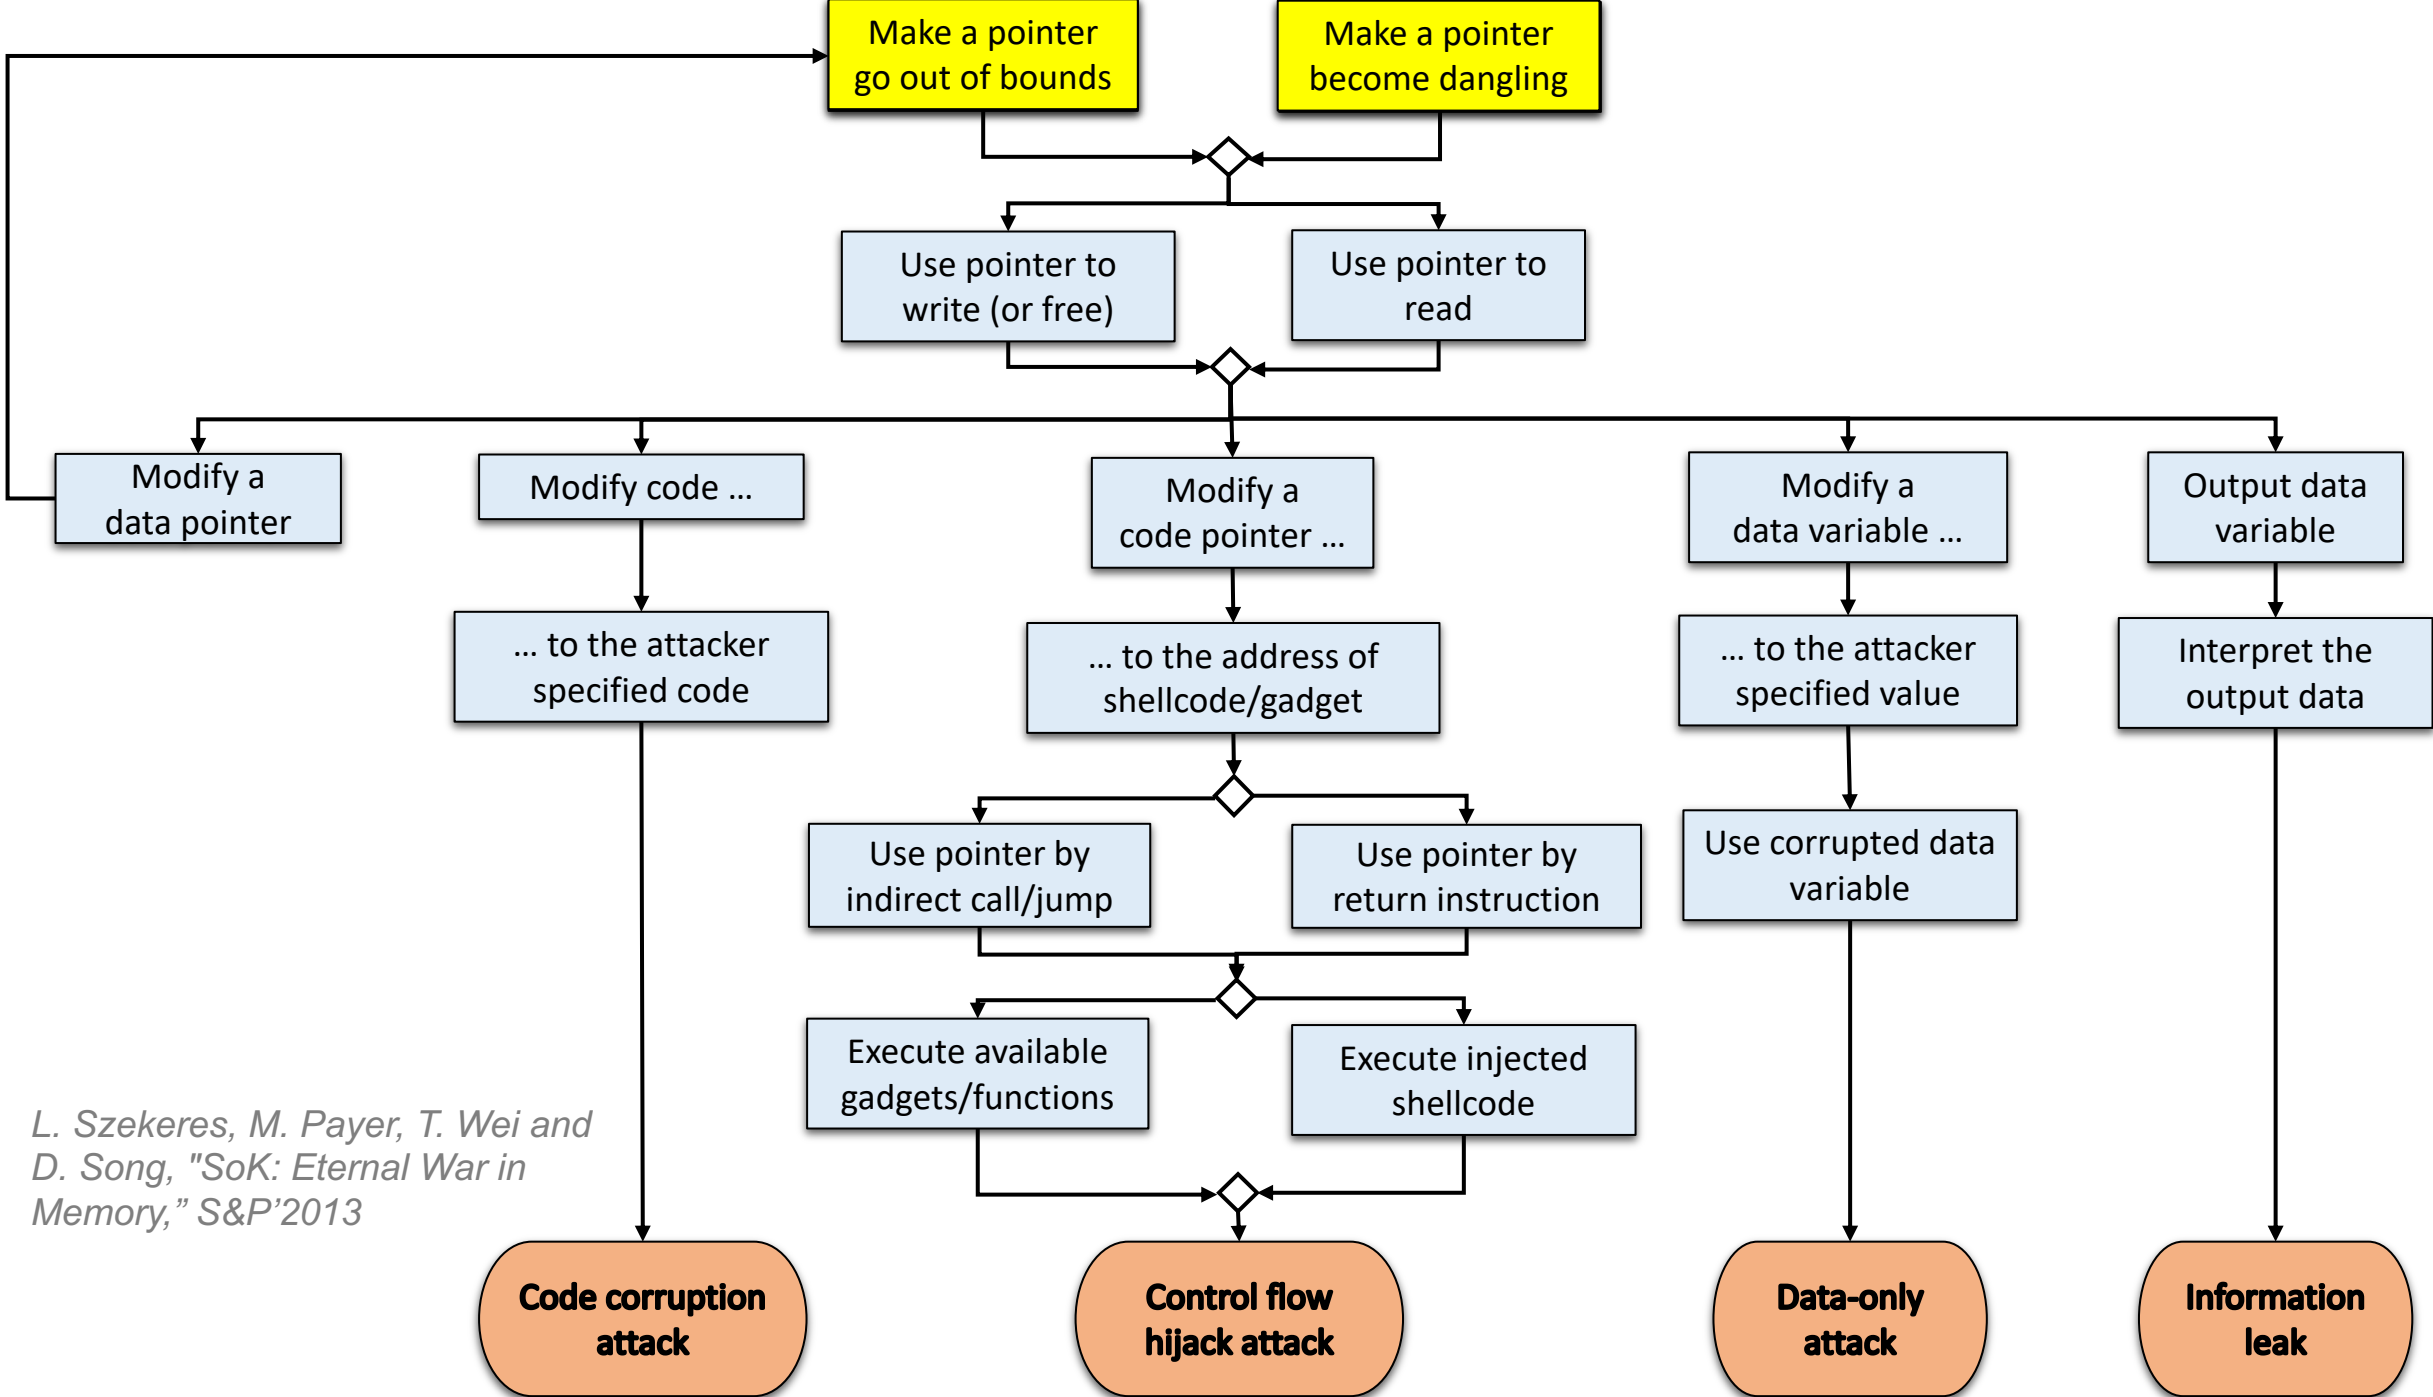 Make a pointer
go out of bounds
Make a pointer
become dangling
Use pointer to
write (or free)
Use pointer to
read
Modify a
data pointer
Modify code …
Modify a
code pointer …
Modify a
data variable …
Output data
variable
… to the attacker
specified code
… to the address of
shellcode/gadget
… to the attacker
specified value
Interpret the
output data
Use pointer by
indirect call/jump
Use pointer by
return instruction
Use corrupted data
variable
Execute available
gadgets/functions
Execute injected
shellcode
L. Szekeres, M. Payer, T. Wei and
D. Song, "SoK: Eternal War in
Memory,” S&P’2013
Code corruption
attack
Control flow
hijack attack
Data-only
attack
Information
leak